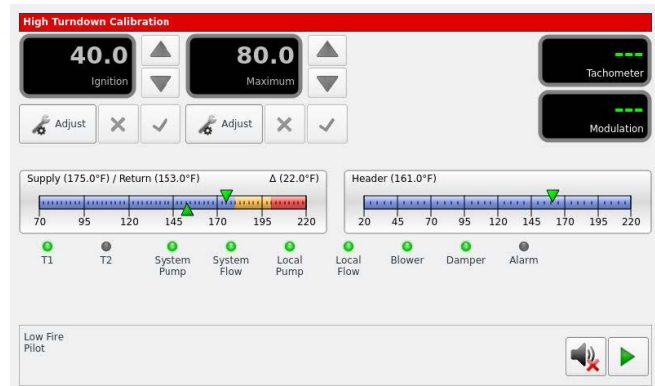 High Turndown Calibration
40.0
Ignition
80.0
Maximum
---
Tachometer
Adjust
Adjust
---
Modulation
Supply (175.0°F) / Return (153.0°F)
Δ (22.0°F)
70 95 120 145 170 195 220
Header (161.0°F)
20 45 70 95 120 145 170 195 220
T1
T2
System
Pump
System
Flow
Local
Pump
Local
Flow
Blower
Damper
Alarm
Low Fire
Pilot